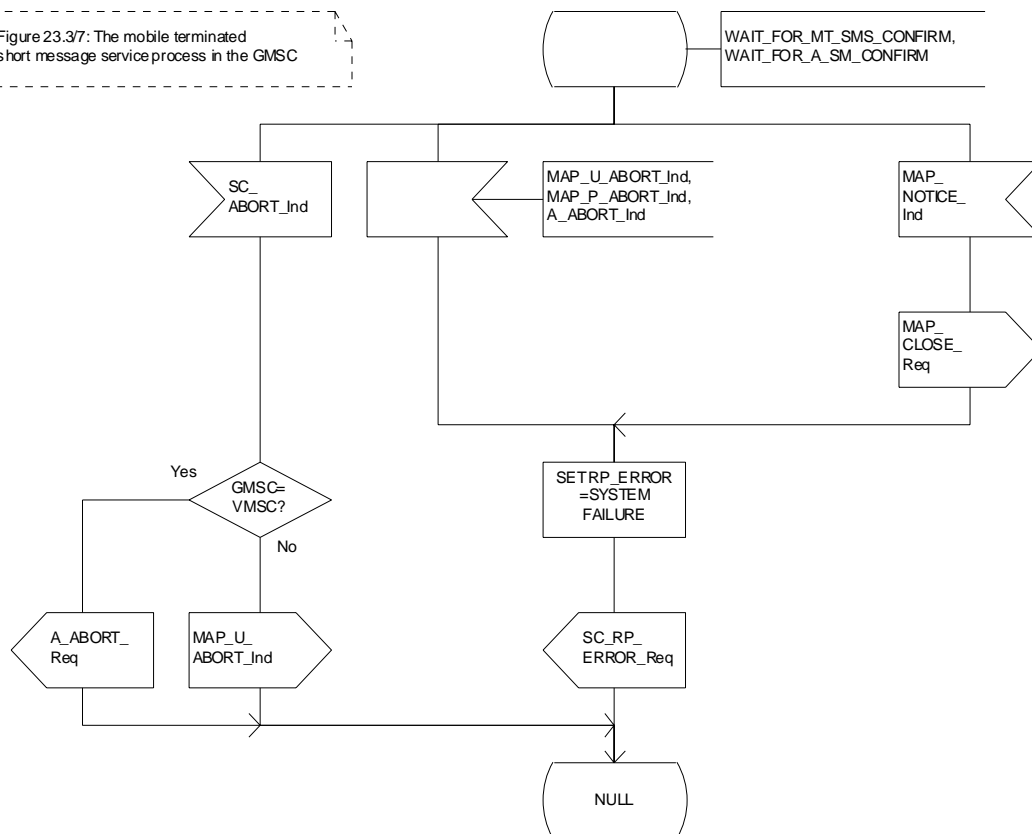 Figure 23.3/7: The mobile terminated
short message service process in the GMSC
WAIT_FOR_MT_SMS_CONFIRM,
WAIT_FOR_A_SM_CONFIRM
SC_
ABORT_Ind
MAP_U_ABORT_Ind,
MAP_P_ABORT_Ind,
A_ABORT_Ind
MAP_
NOTICE_
Ind
MAP_
CLOSE_
Req
Yes
GMSC=
VMSC?
No
SETRP_ERROR
=SYSTEM
FAILURE
A_ABORT_
Req
MAP_U_
ABORT_Ind
SC_RP_
ERROR_Req
NULL